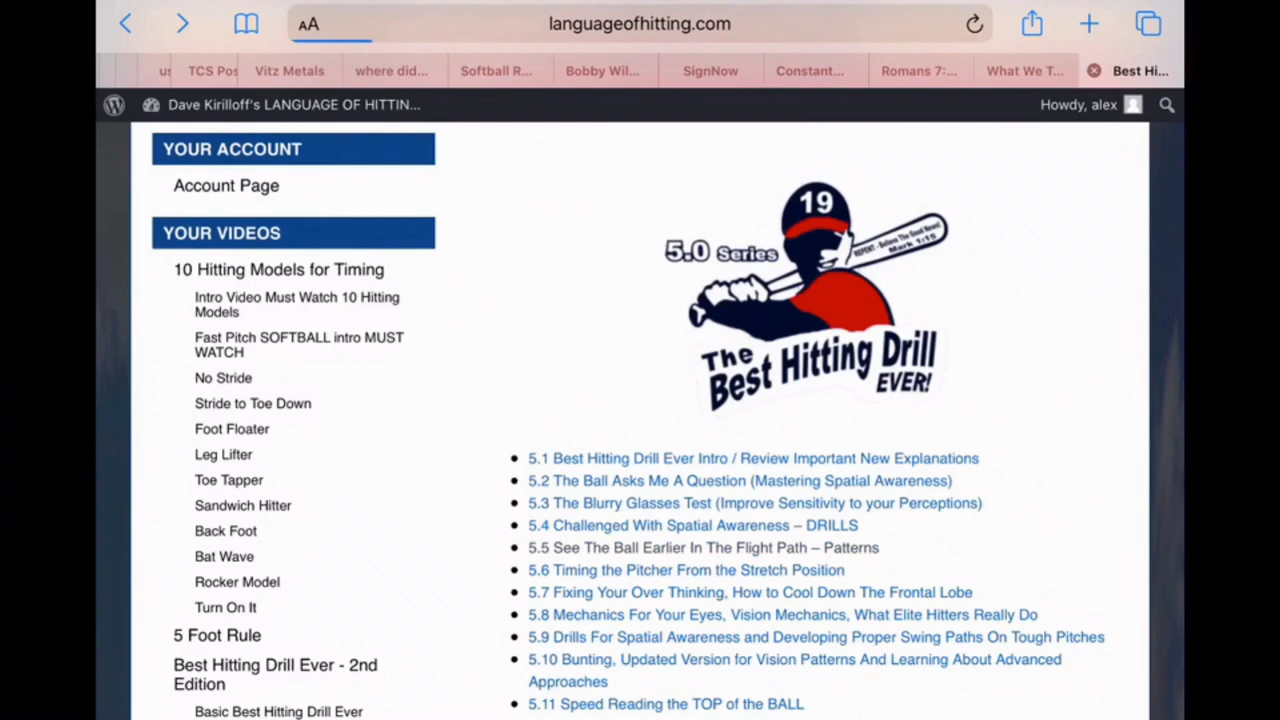 AA
languageofhitting.com
us
TCS Pos
Vitz Metals
where did...
Softball R...
Bobby Wil...
SignNow
Constant...
Romans 7:...
What We T...
Best Hi...
Dave Kirilloff's LANGUAGE OF HITTIN...
Howdy, alex
YOUR ACCOUNT
Account Page
YOUR VIDEOS
10 Hitting Models for Timing
Intro Video Must Watch 10 Hitting
Models
Fast Pitch SOFTBALL intro MUST
WATCH
No Stride
Stride to Toe Down
Foot Floater
Leg Lifter
Toe Tapper
Sandwich Hitter
Back Foot
Bat Wave
Rocker Model
Turn On It
5 Foot Rule
Best Hitting Drill Ever - 2nd
Edition
Basic Best Hitting Drill Ever
19
5.0 Series
REPENT - Believe The Good News!
Mark 1:15
The
Best Hitting Drill
EVER!
5.1 Best Hitting Drill Ever Intro / Review Important New Explanations
5.2 The Ball Asks Me A Question (Mastering Spatial Awareness)
5.3 The Blurry Glasses Test (Improve Sensitivity to your Perceptions)
5.4 Challenged With Spatial Awareness – DRILLS
5.5 See The Ball Earlier In The Flight Path – Patterns
5.6 Timing the Pitcher From the Stretch Position
5.7 Fixing Your Over Thinking, How to Cool Down The Frontal Lobe
5.8 Mechanics For Your Eyes, Vision Mechanics, What Elite Hitters Really Do
5.9 Drills For Spatial Awareness and Developing Proper Swing Paths On Tough Pitches
5.10 Bunting, Updated Version for Vision Patterns And Learning About Advanced
Approaches
5.11 Speed Reading the TOP of the BALL